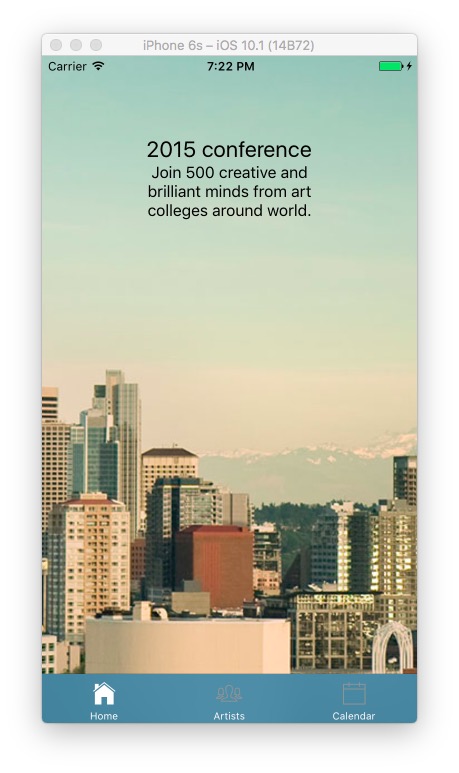 iPhone 6s – iOS 10.1 (14B72)
Carrier 7:22 PM
2015 conference
Join 500 creative and
brilliant minds from art
colleges around world.
Home Artists Calendar